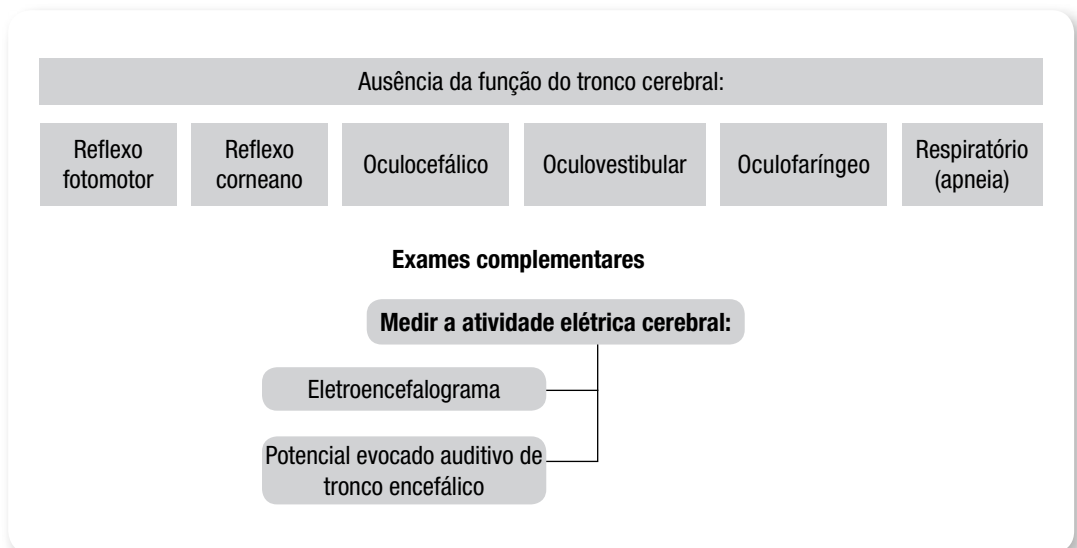 Ausência da função do tronco cerebral:
Reflexo
fotomotor
Reflexo
corneano
Oculocefálico
Oculovestibular
Oculofaríngeo
Respiratório
(apneia)
Exames complementares
Medir a atividade elétrica cerebral:
Eletroencefalograma
Potencial evocado auditivo de
tronco encefálico